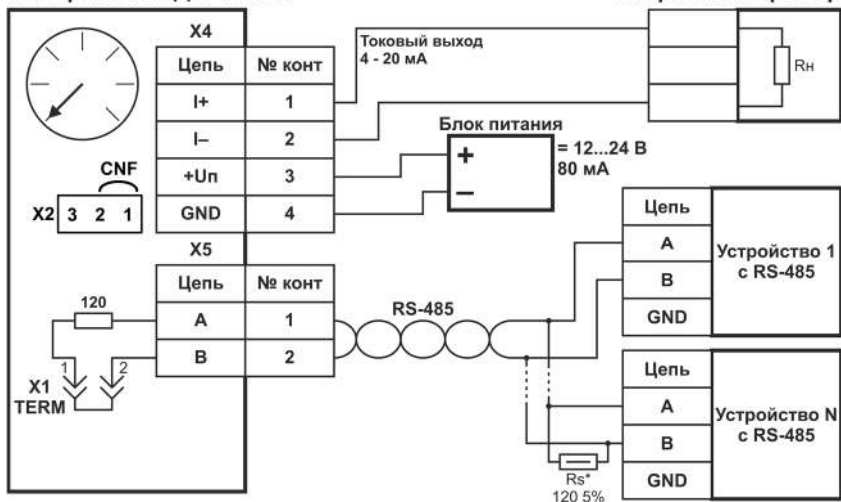 X4
Цепь № конт
I+ 1
I– 2
+Uп 3
GND 4
CNF
X2 3 2 1
X5
Цепь № конт
A 1
B 2
120
1 2
X1
TERM
Токовый выход
4 - 20 мА
Rн
Блок питания
+
–
= 12...24 В
80 мА
RS-485
Цепь
A
B
GND
Устройство 1
с RS-485
Цепь
A
B
GND
Устройство N
с RS-485
Rs*
120 5%